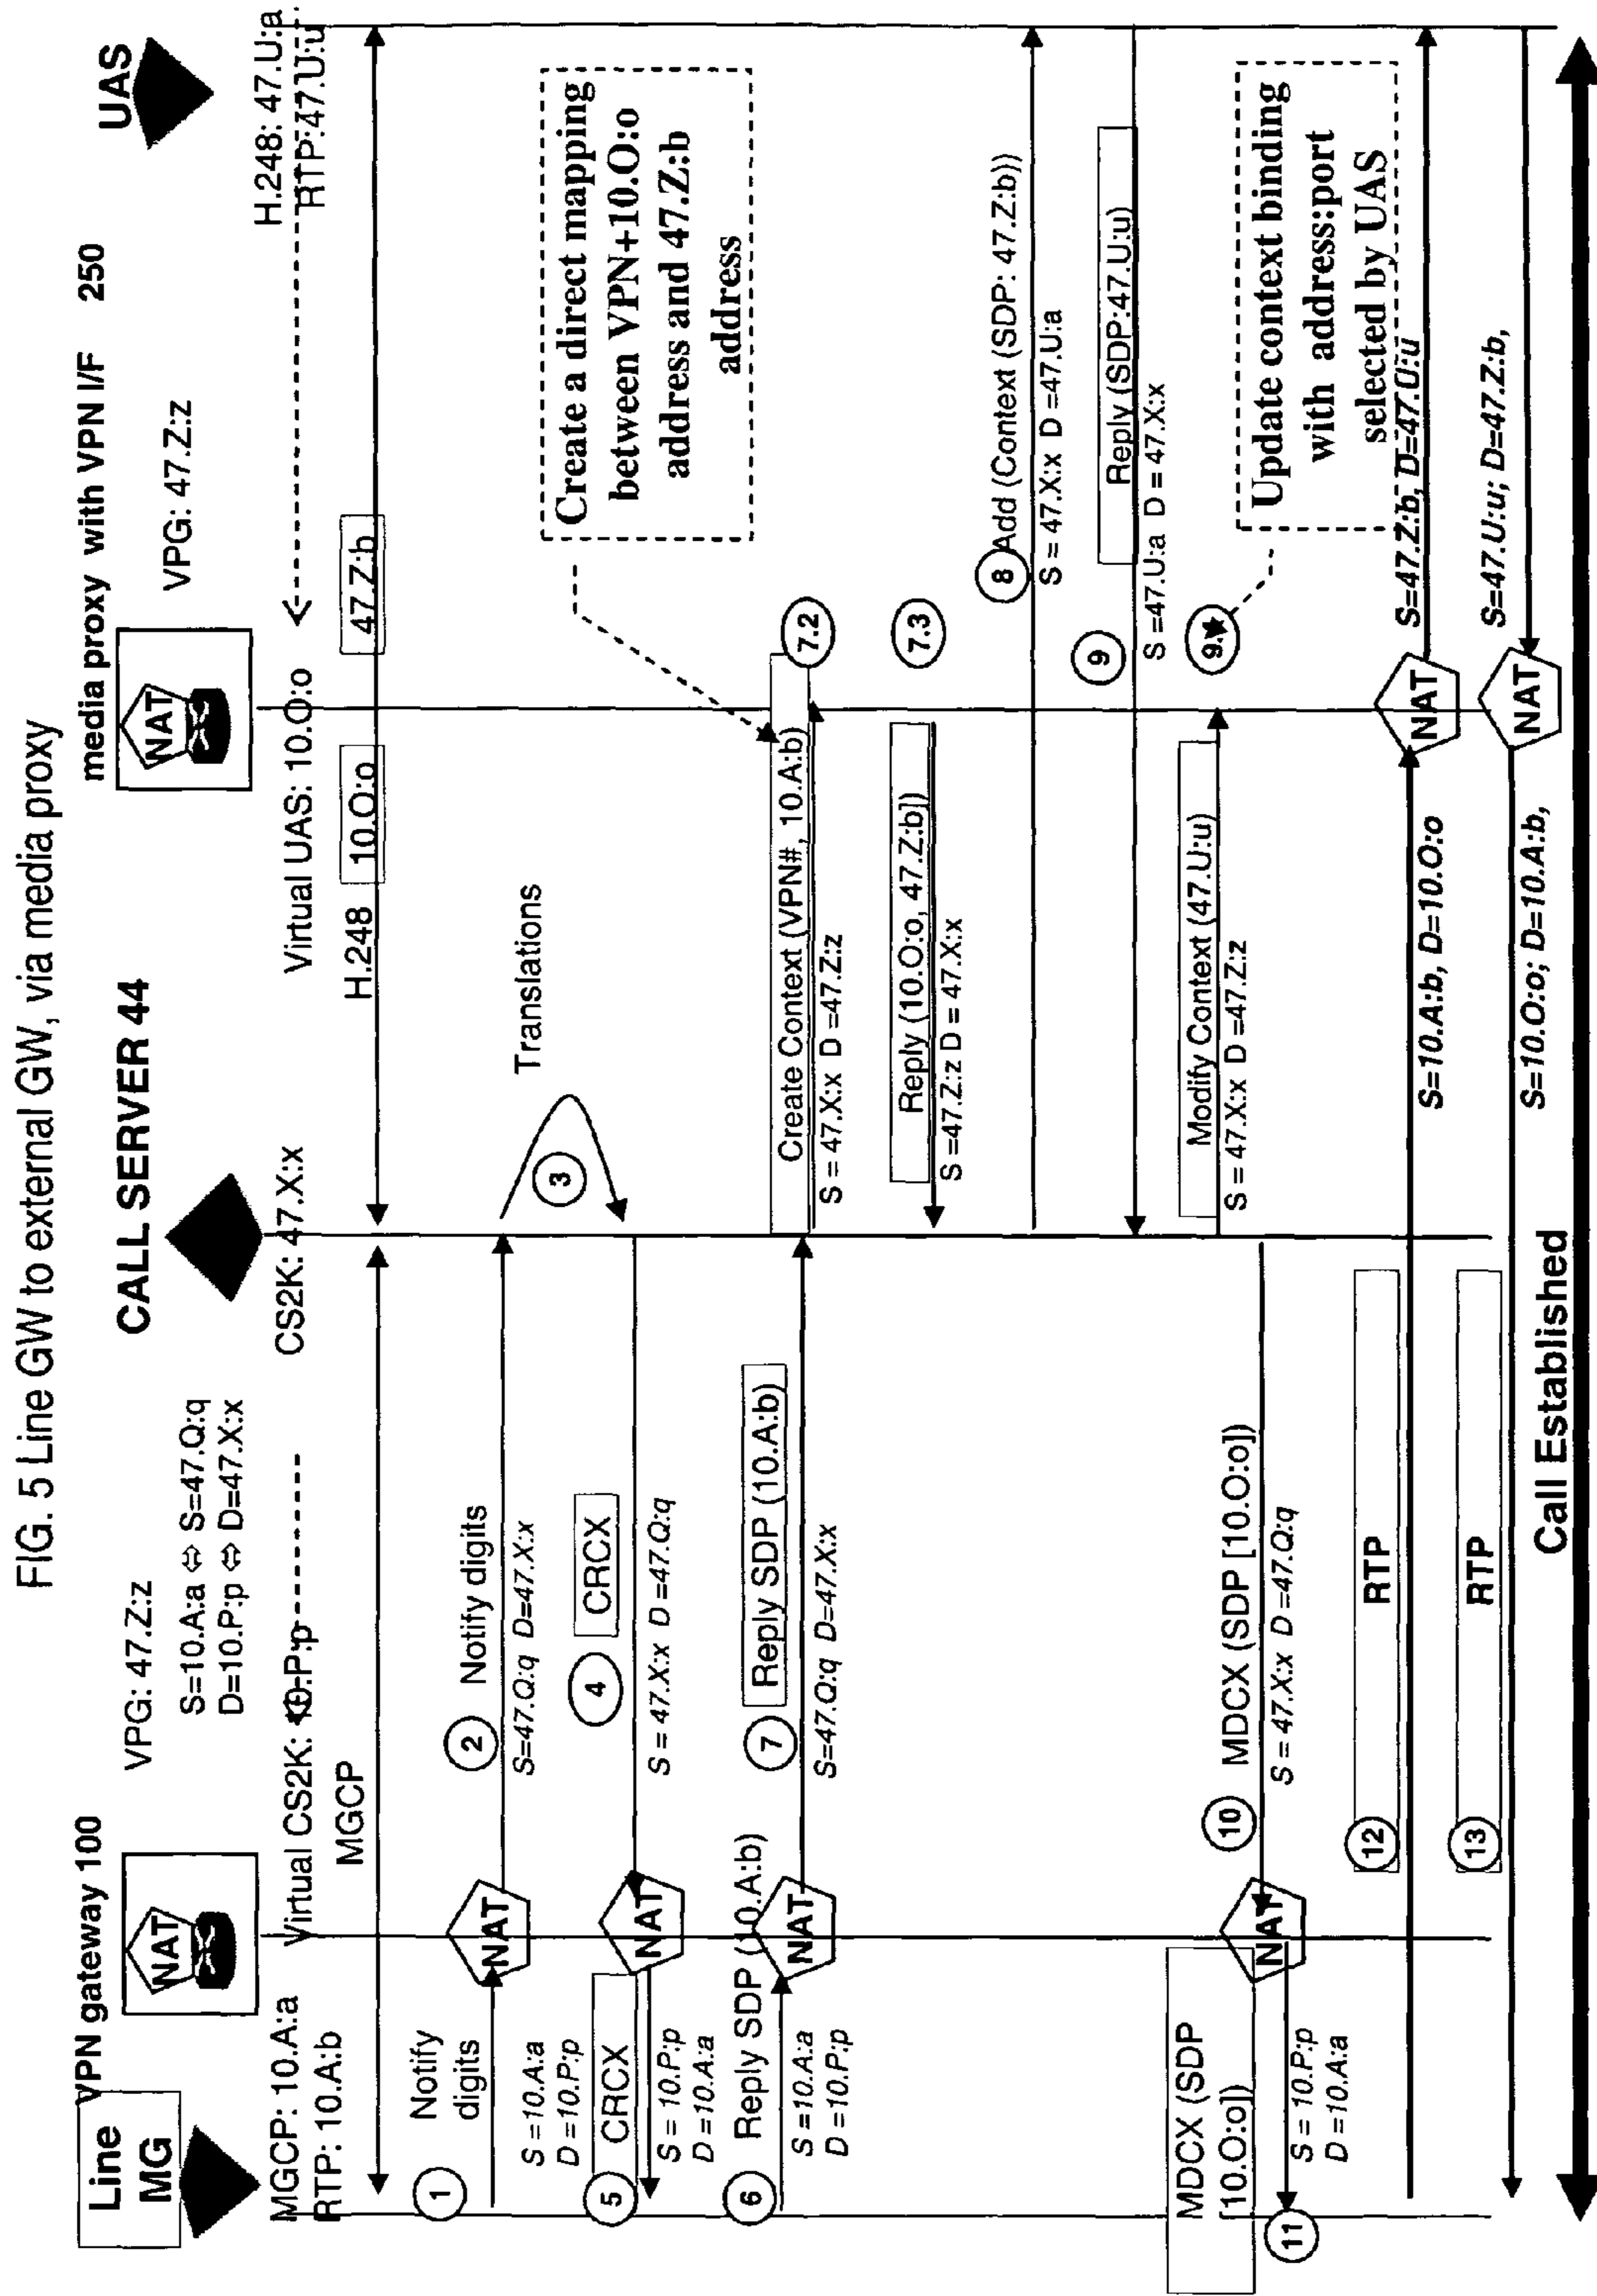 FIG. 5 Line GW to external GW, via media proxy
Line
MG
VPN gateway 100
NAT
VPG: 47.Z:z
S=10.A:a ⇔ S=47.Q:q
D=10.P:p ⇔ D=47.X:x
CALL SERVER 44
media proxy with VPN I/F 250
NAT
VPG: 47.Z:z
UAS
MGCP: 10.A:a
RTP: 10.A:b
Virtual CS2K: 10.P:p
CS2K: 47.X:x
Virtual UAS: 10.O:o
H.248: 47.U:a
RTP:47.U:u
MGCP
H.248
10.O:o
47.Z:b
1
Notify
digits
S =10.A:a
D =10.P:p
NAT
2
Notify digits
S=47.Q:q D=47.X:x
3
Translations
Create a direct mapping
between VPN+10.O:o
address and 47.Z:b
address
4
CRCX
S = 47.X:x D =47.Q:q
NAT
5
CRCX
S = 10.P:p
D =10.A:a
6
Reply SDP (10.A:b)
S =10.A:a
D =10.P:p
NAT
7
Reply SDP (10.A:b)
S=47.Q:q D=47.X:x
Create Context (VPN#, 10.A:b)
7.2
S = 47.X:x D =47.Z:z
Reply (10.O:o, 47.Z:b])
7.3
S =47.Z:z D = 47.X:x
8
Add (Context (SDP: 47.Z:b))
S = 47.X:x D =47.U:a
9
Reply (SDP:47.U:u)
S =47.U:a D = 47.X:x
Modify Context (47.U:u)
9.★
S = 47.X:x D =47.Z:z
Update context binding
with address:port
selected by UAS
10
MDCX (SDP [10.O:o])
S = 47.X:x D =47.Q:q
NAT
MDCX (SDP
[10.O:o])
11
S = 10.P:p
D =10.A:a
12
RTP
S=10.A:b, D=10.O:o
NAT
S=47.Z:b, D=47.U:u
13
RTP
S=10.O:o; D=10.A:b,
NAT
S=47.U:u; D=47.Z:b,
Call Established